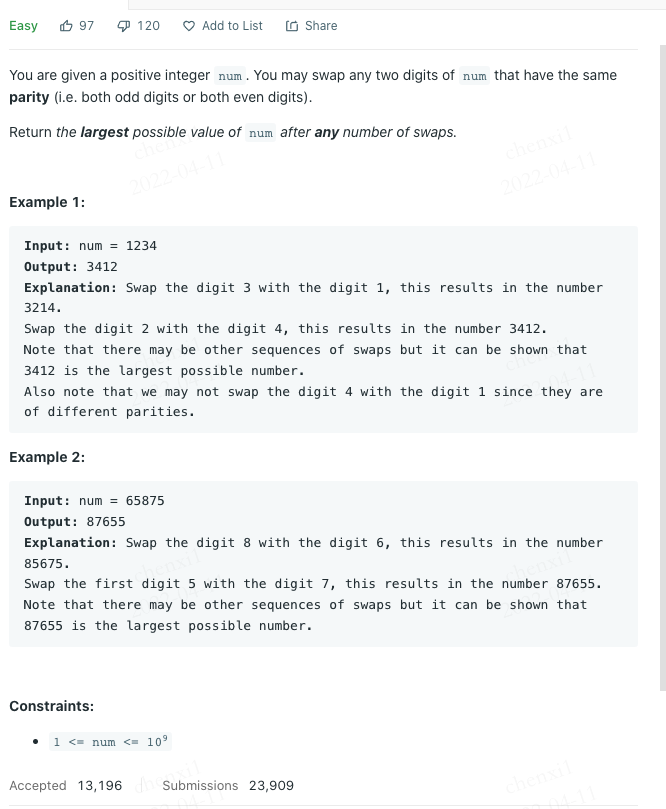 Easy 97 120 Add to List Share
You are given a positive integer num. You may swap any two digits of num that have the same
parity (i.e. both odd digits or both even digits).
Return the largest possible value of num after any number of swaps.
chenxi1 chenxi1
2022-04-11 2022-04-11
Example 1:
Input: num = 1234
Output: 3412
Explanation: Swap the digit 3 with the digit 1, this results in the number
3214.
Swap the digit 2 with the digit 4, this results in the number 3412.
Note that there may be other sequences of swaps but it can be shown that
3412 is the largest possible number.
Also note that we may not swap the digit 4 with the digit 1 since they are
of different parities.
Example 2:
Input: num = 65875
Output: 87655
Explanation: Swap the digit 8 with the digit 6, this results in the number
85675.
Swap the first digit 5 with the digit 7, this results in the number 87655.
Note that there may be other sequences of swaps but it can be shown that
87655 is the largest possible number.
Constraints:
• 1 <= num <= 10⁹
Accepted 13,196 Submissions 23,909